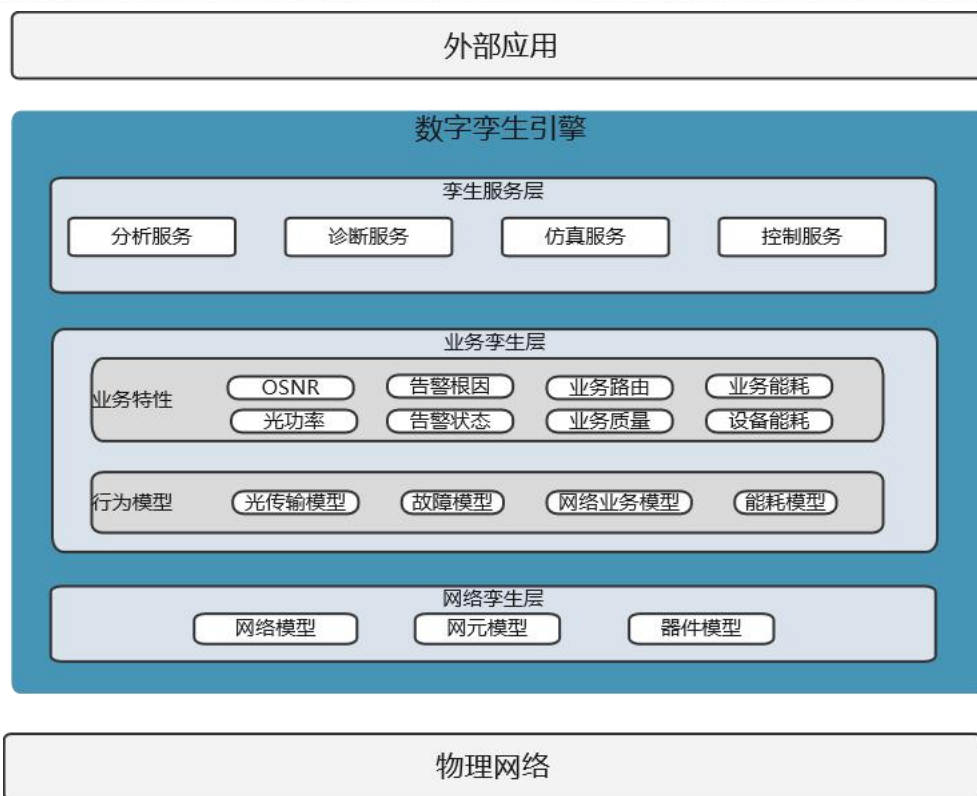 外部应用
数字孪生引擎
孪生服务层
分析服务 诊断服务 仿真服务 控制服务
业务孪生层
业务特性 OSNR 告警根因 业务路由 业务能耗
光功率 告警状态 业务质量 设备能耗
行为模型 光传输模型 故障模型 网络业务模型 能耗模型
网络孪生层
网络模型 网元模型 器件模型
物理网络